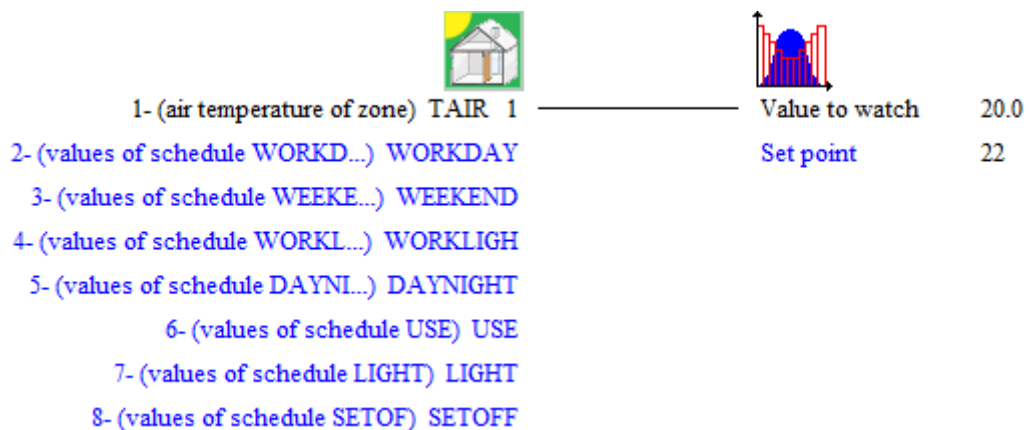 1- (air temperature of zone) TAIR 1 Value to watch 20.0
2- (values of schedule WORKD...) WORKDAY Set point 22
3- (values of schedule WEEKE...) WEEKEND
4- (values of schedule WORKL...) WORKLIGH
5- (values of schedule DAYNI...) DAYNIGHT
6- (values of schedule USE) USE
7- (values of schedule LIGHT) LIGHT
8- (values of schedule SETOF) SETOFF